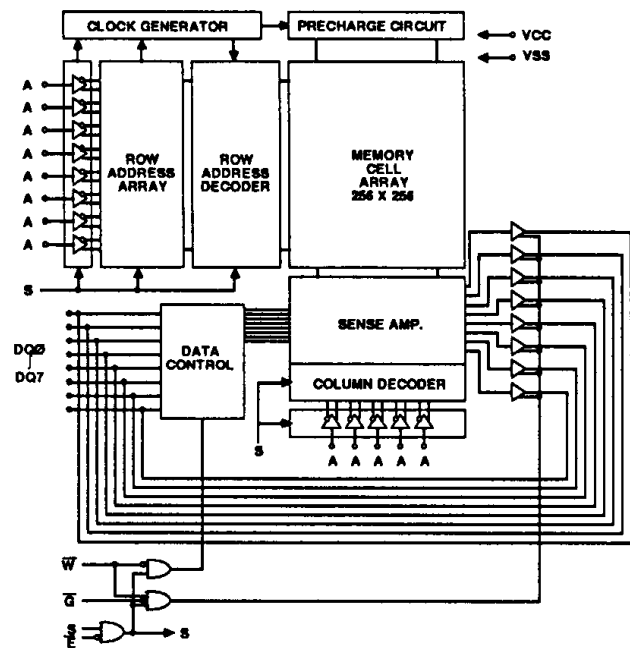 CLOCK GENERATOR
PRECHARGE CIRCUIT
VCC
VSS
A
A
A
A
A
A
A
A
ROW
ADDRESS
ARRAY
ROW
ADDRESS
DECODER
MEMORY
CELL
ARRAY
256 X 256
S
DQ0
DQ7
DATA
CONTROL
SENSE AMP.
COLUMN DECODER
S
A A A A A
W̅
G̅
E̅
S